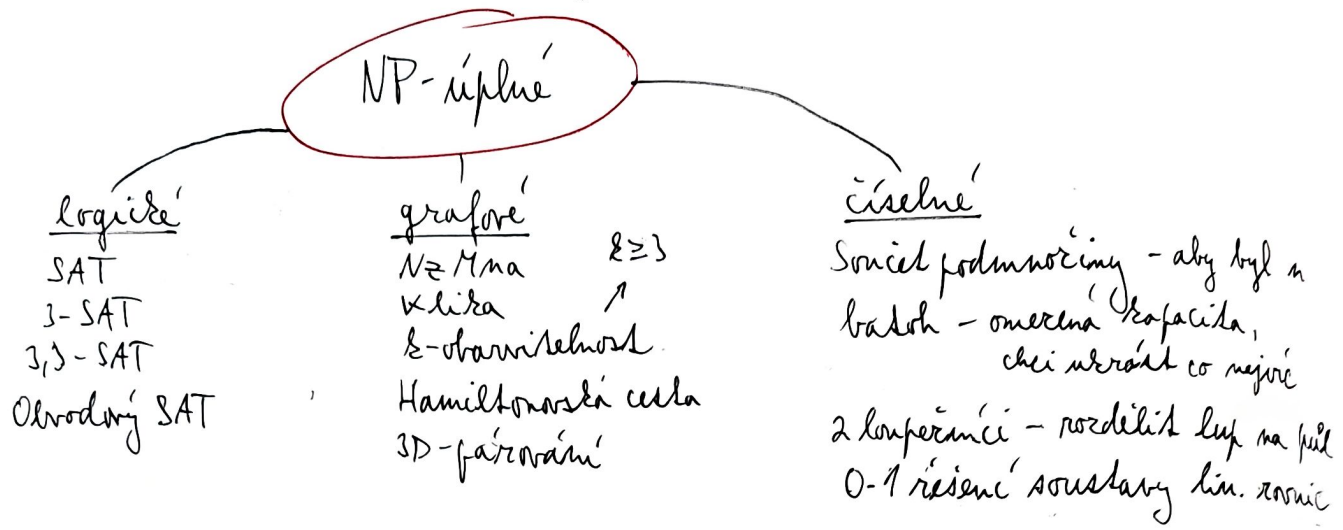 NP-úplné
logické
SAT
3-SAT
3,3-SAT
Obvodový SAT
grafové
NzMna
Klika
k-obarvitelnost
k≥3
Hamiltonovská cesta
3D-párování
číselné
Součet podmnožiny - aby byl n
batoh - omezená kapacita,
chci ukrást co nejvíc
2 loupežníci - rozdělit lup na půl
0-1 řešení soustavy lin. rovnic